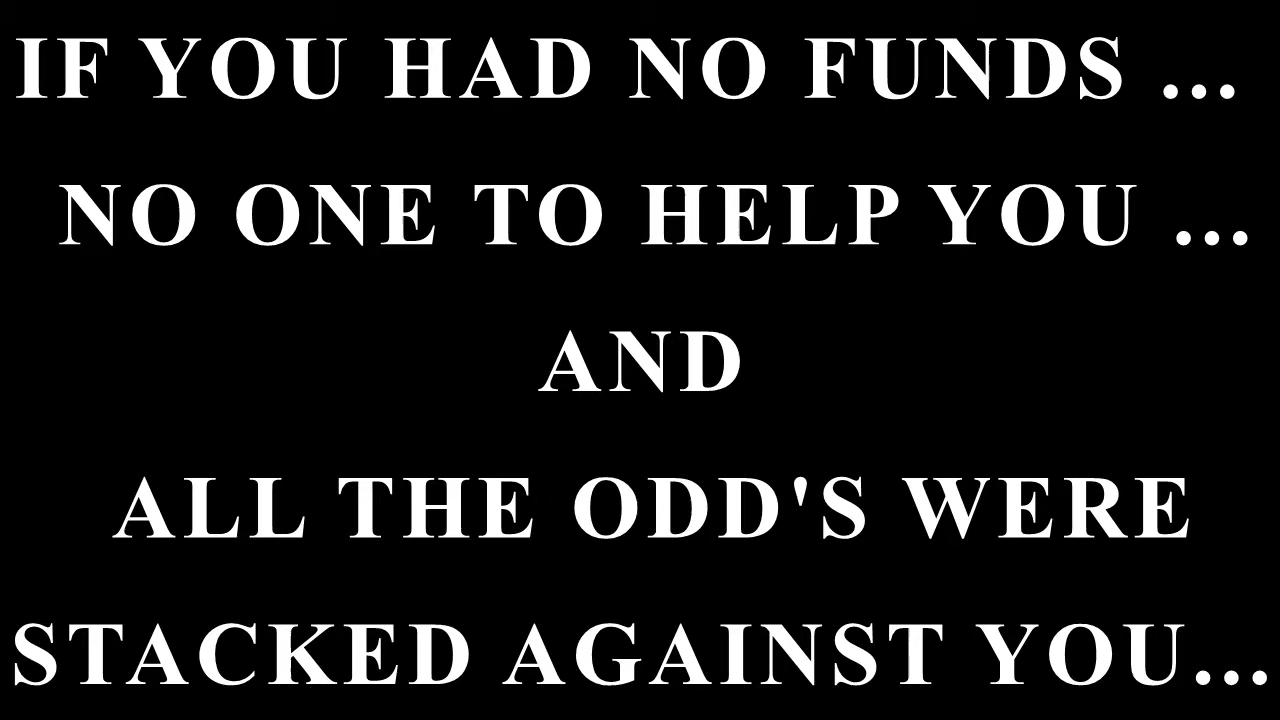 IF YOU HAD NO FUNDS ...
NO ONE TO HELP YOU ...
AND
ALL THE ODD'S WERE
STACKED AGAINST YOU...